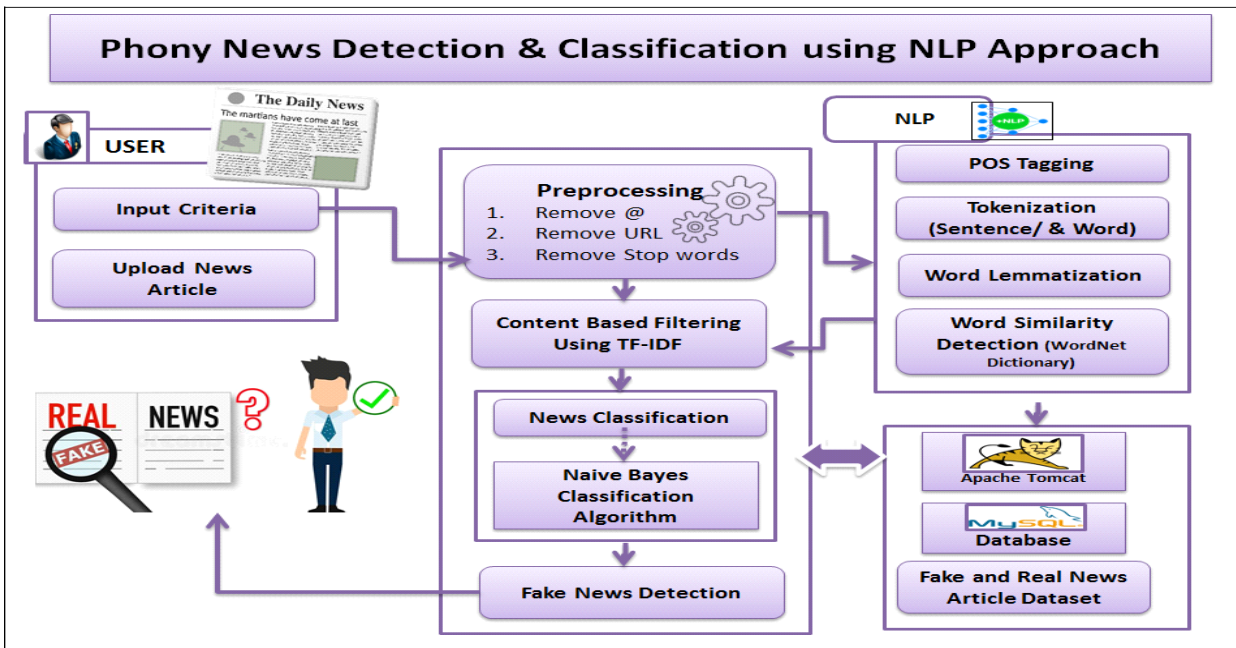 Phony News Detection & Classification using NLP Approach
The Daily News
The martians have come at fast
USER
Input Criteria
Upload News
Article
Preprocessing
1. Remove @
2. Remove URL
3. Remove Stop words
Content Based Filtering
Using TF-IDF
News Classification
Naive Bayes
Classification
Algorithm
Fake News Detection
NLP
+NLP
POS Tagging
Tokenization
(Sentence/ & Word)
Word Lemmatization
Word Similarity
Detection (WordNet
Dictionary)
Apache Tomcat
MySQL
Database
Fake and Real News
Article Dataset
REAL NEWS ?
FAKE